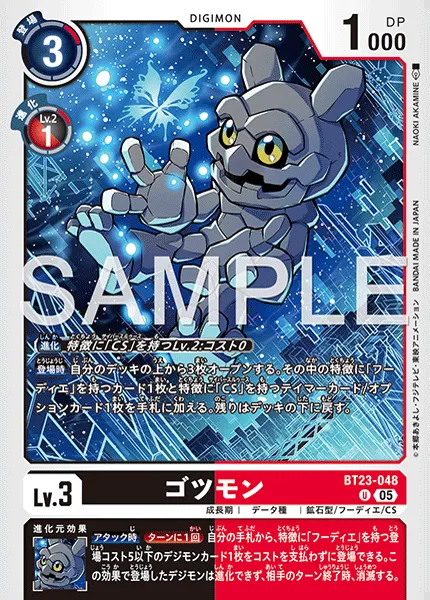 登場
3
DIGIMON
1000
DP
進化
Lv.2
1
NAOKI AKAMINE
BANDAI MADE IN JAPAN
©本郷あきよし・フジテレビ・東映アニメーション
SAMPLE
進化 特徴に「CS」を持つLv.2:コスト0
登場時 自分のデッキの上から3枚オープンする。その中の特徴に「フー
ディエ」を持つカード1枚と特徴に「CS」を持つテイマーカード/オプ
ションカード1枚を手札に加える。残りはデッキの下に戻す。
BT23-048
U 05
Lv.3
ゴツモン
成長期 | データ種 | 鉱石型/フーディエ/CS
進化元効果
アタック時 ターンに1回 自分の手札から、特徴に「フーディエ」を持つ登
場コスト5以下のデジモンカード1枚をコストを支払わずに登場できる。こ
の効果で登場したデジモンは進化できず、相手のターン終了時、消滅する。